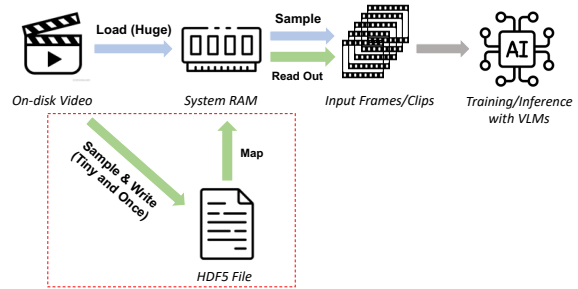 Load (Huge)
Sample
Read Out
AI
On-disk Video
System RAM
Input Frames/Clips
Training/Inference
with VLMs
Sample & Write
(Tiny and Once)
Map
HDF5 File